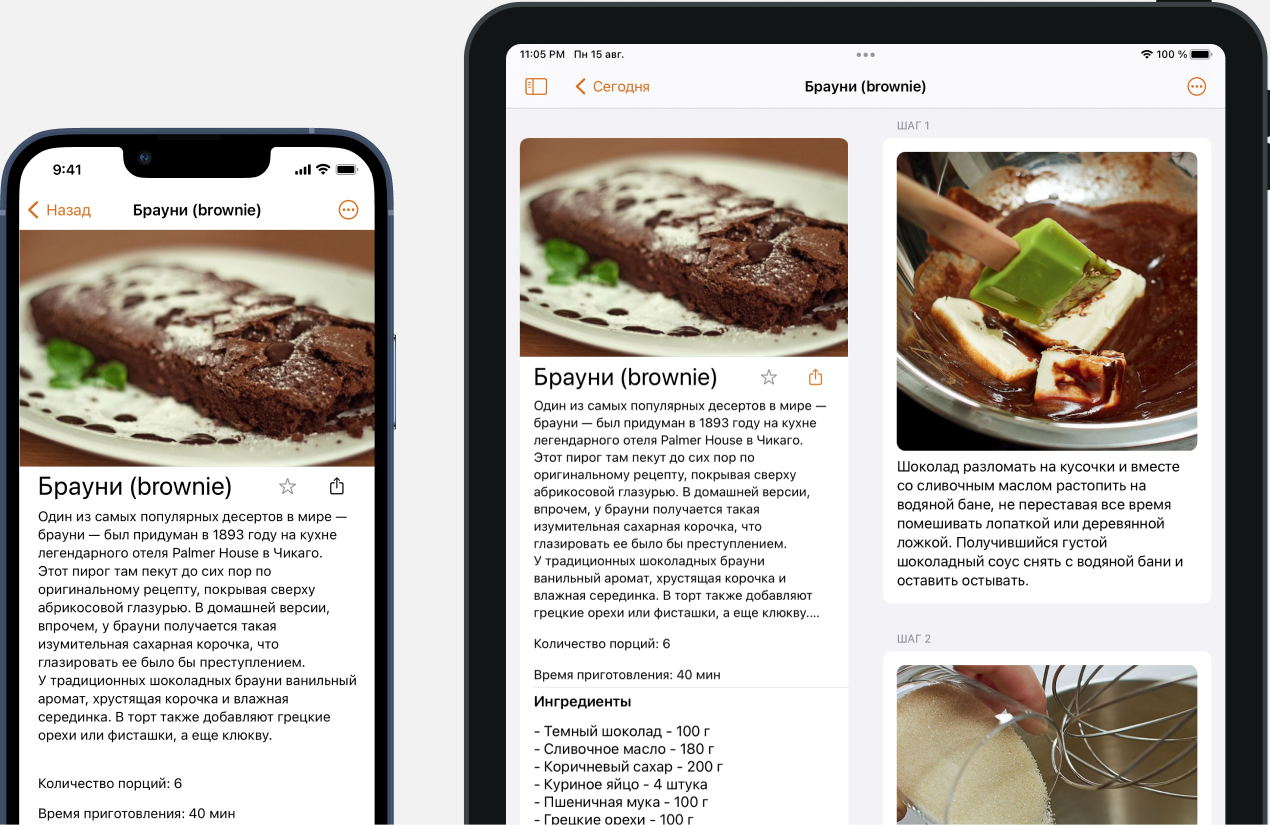 9:41
Назад
Брауни (brownie)
Брауни (brownie)
Один из самых популярных десертов в мире —
брауни — был придуман в 1893 году на кухне
легендарного отеля Palmer House в Чикаго.
Этот пирог там пекут до сих пор по
оригинальному рецепту, покрывая сверху
абрикосовой глазурью. В домашней версии,
впрочем, у брауни получается такая
изумительная сахарная корочка, что
глазировать ее было бы преступлением.
У традиционных шоколадных брауни ванильный
аромат, хрустящая корочка и влажная
серединка. В торт также добавляют грецкие
орехи или фисташки, а еще клюкву.
Количество порций: 6
Время приготовления: 40 мин
11:05 PM Пн 15 авг.
100 %
Сегодня
Брауни (brownie)
Брауни (brownie)
Один из самых популярных десертов в мире —
брауни — был придуман в 1893 году на кухне
легендарного отеля Palmer House в Чикаго.
Этот пирог там пекут до сих пор по
оригинальному рецепту, покрывая сверху
абрикосовой глазурью. В домашней версии,
впрочем, у брауни получается такая
изумительная сахарная корочка, что
глазировать ее было бы преступлением.
У традиционных шоколадных брауни
ванильный аромат, хрустящая корочка и
влажная серединка. В торт также добавляют
грецкие орехи или фисташки, а еще клюкву....
Количество порций: 6
Время приготовления: 40 мин
Ингредиенты
- Темный шоколад - 100 г
- Сливочное масло - 180 г
- Коричневый сахар - 200 г
- Куриное яйцо - 4 штука
- Пшеничная мука - 100 г
- Грецкие орехи - 100 г
ШАГ 1
Шоколад разломать на кусочки и вместе
со сливочным маслом растопить на
водяной бане, не переставая все время
помешивать лопаткой или деревянной
ложкой. Получившийся густой
шоколадный соус снять с водяной бани и
оставить остывать.
ШАГ 2